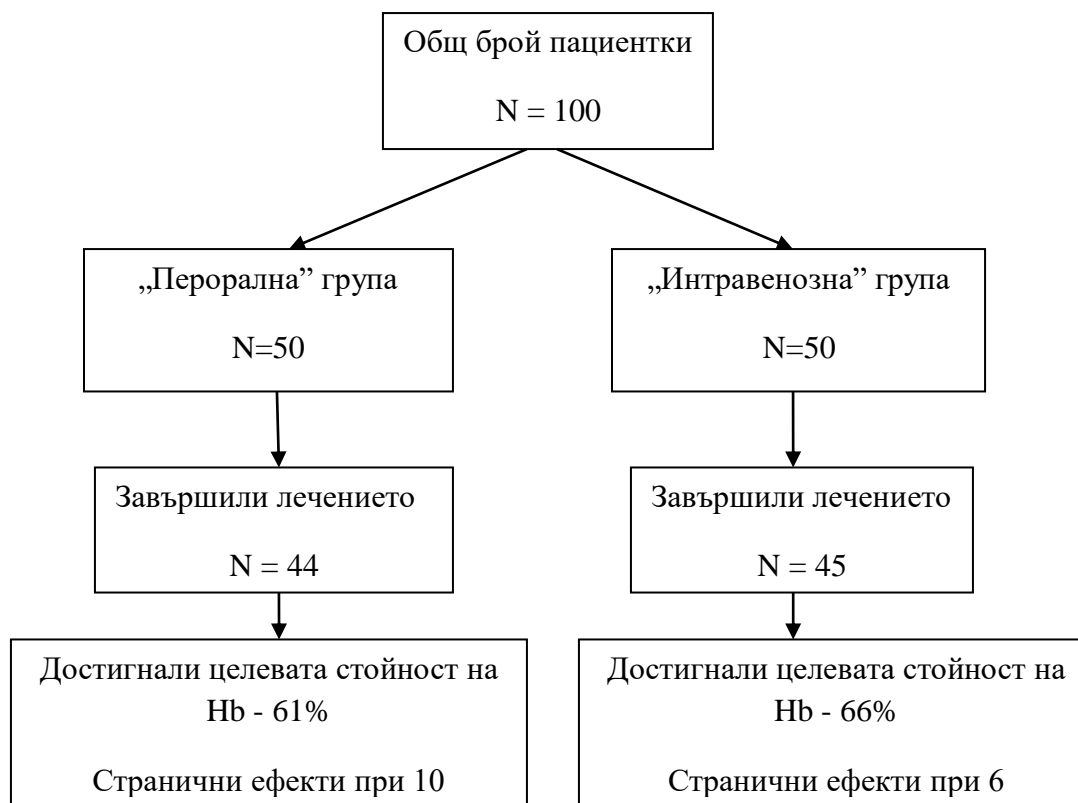 Общ брой пациентки
N = 100
„Перорална” група
N=50
„Интравенозна” група
N=50
Завършили лечението
N = 44
Завършили лечението
N = 45
Достигнали целевата стойност на
Hb - 61%
Странични ефекти при 10
Достигнали целевата стойност на
Hb - 66%
Странични ефекти при 6